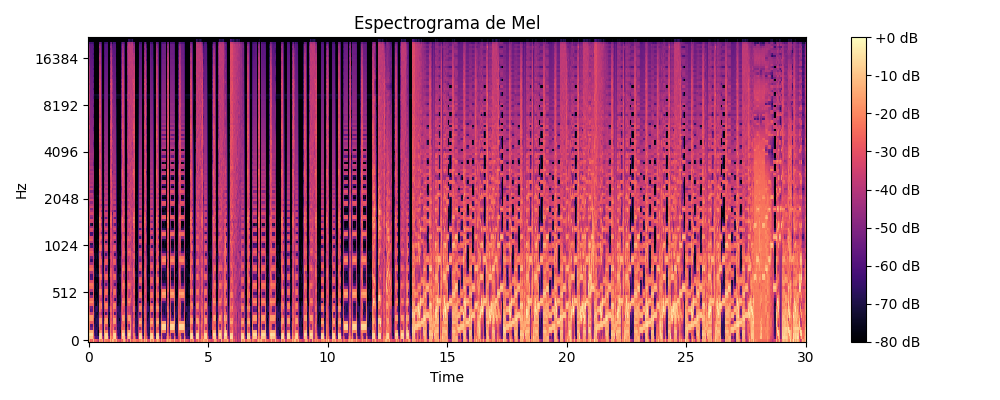 Espectrograma de Mel
Hz
16384
8192
4096
2048
1024
512
0
0 5 10 15 20 25 30
Time
+0 dB
-10 dB
-20 dB
-30 dB
-40 dB
-50 dB
-60 dB
-70 dB
-80 dB